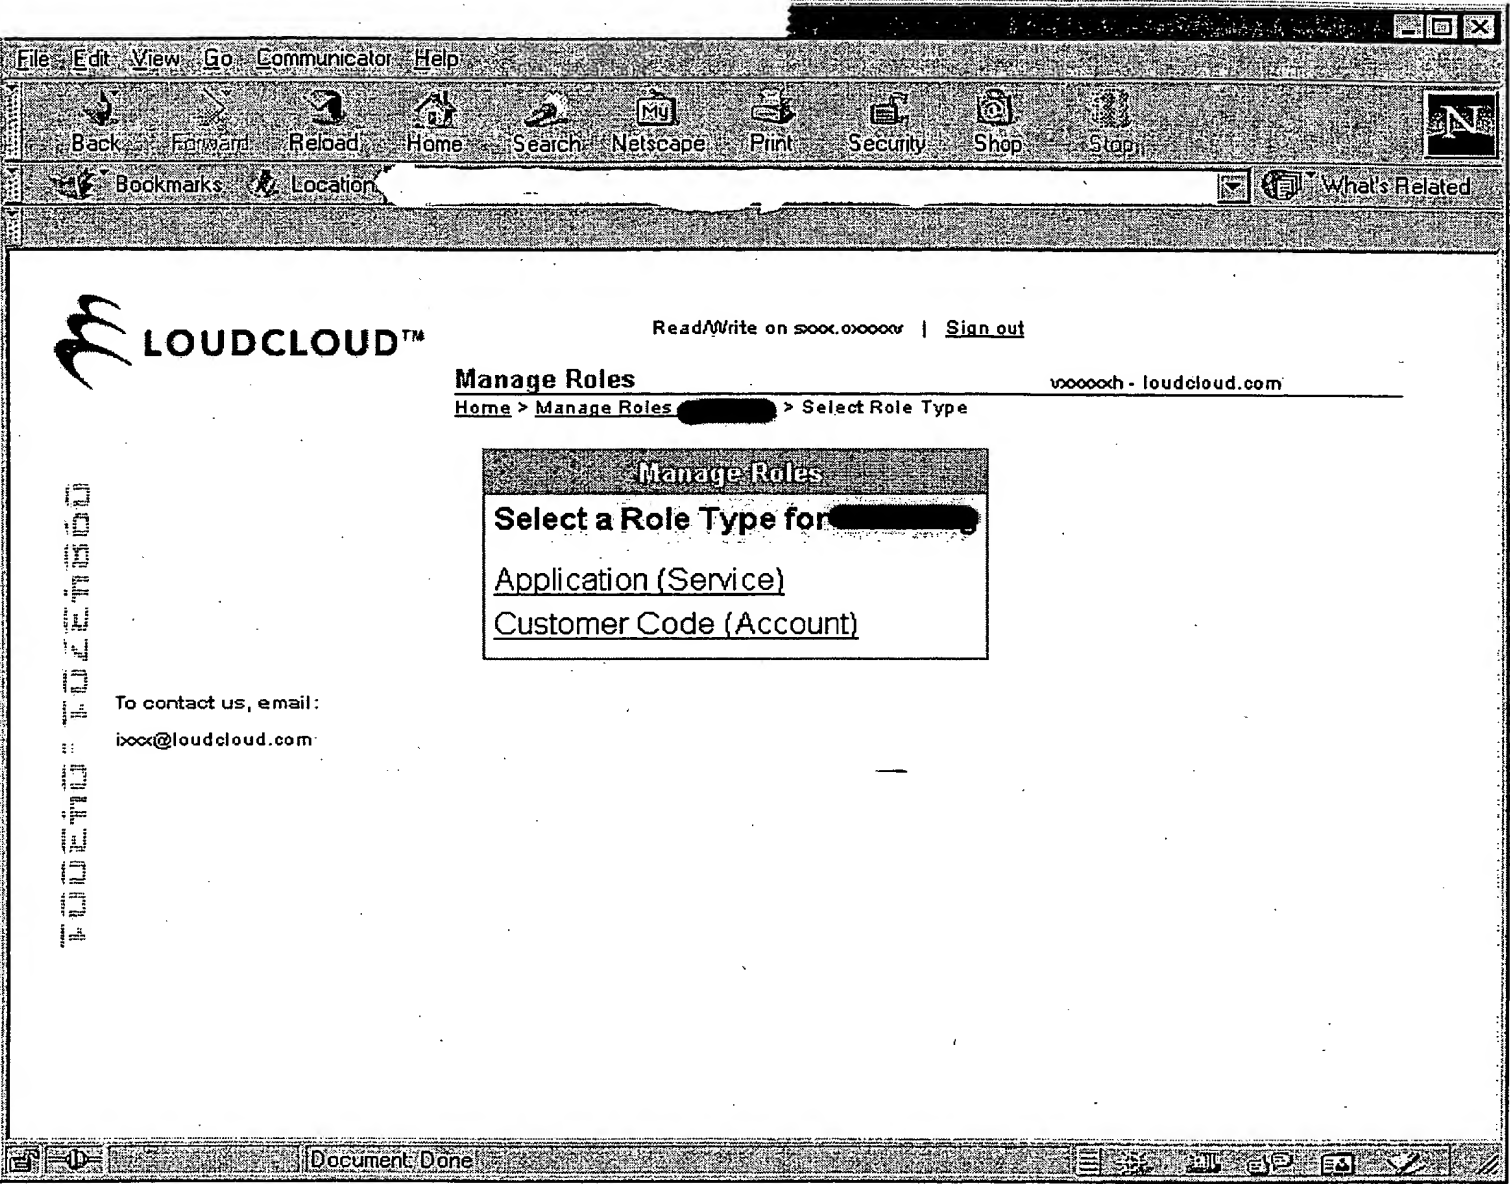 File Edit View Go Communicator Help
Back Forward Reload Home Search Netscape Print Security Shop Stop
My
N
Bookmarks Location What's Related
LOUDCLOUD™
Read/Write on | Sign out
Manage Roles
- loudcloud.com
Home > Manage Roles > Select Role Type
Manage Roles
Select a Role Type for
Application (Service)
Customer Code (Account)
To contact us, email:
ixxx@loudcloud.com
Document: Done